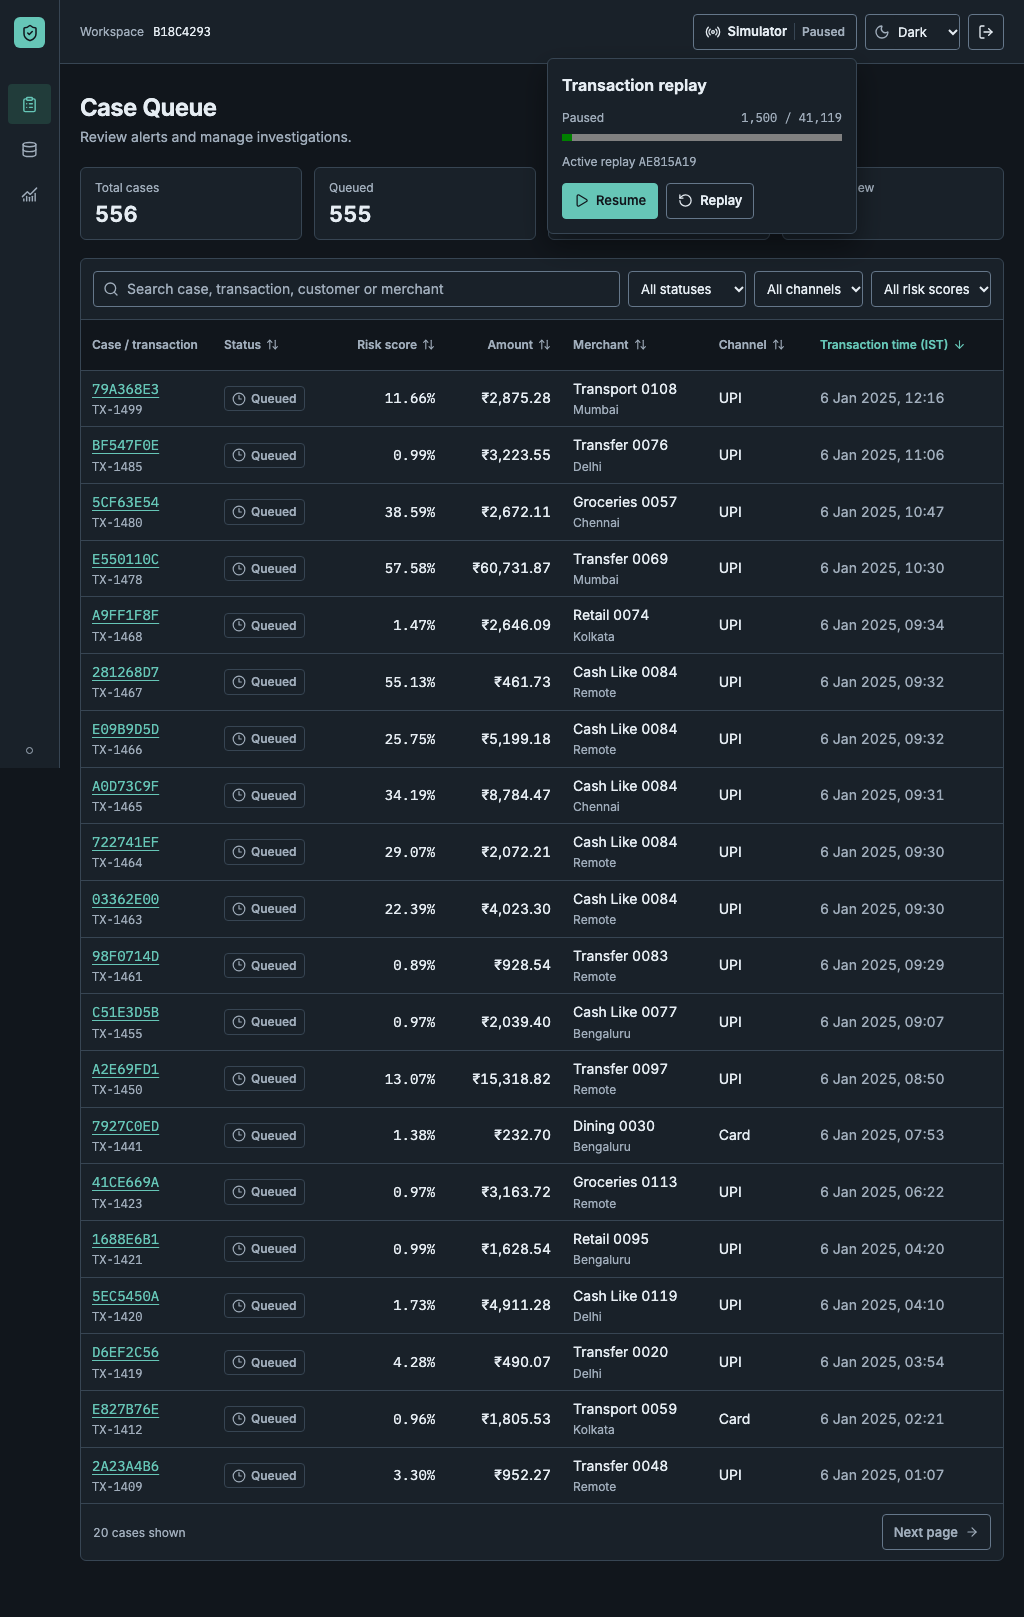 Workspace B18C4293
Simulator Paused
Dark
Transaction replay
Paused 1,500 / 41,119
Active replay AE815A19
Resume Replay
Case Queue
Review alerts and manage investigations.
Total cases
556
Queued
555
ew
Search case, transaction, customer or merchant All statuses All channels All risk scores
Case / transaction Status Risk score Amount Merchant Channel Transaction time (IST)
79A368E3 Queued 11.66% ₹2,875.28 Transport 0108 UPI 6 Jan 2025, 12:16
TX-1499 Mumbai
BF547F0E Queued 0.99% ₹3,223.55 Transfer 0076 UPI 6 Jan 2025, 11:06
TX-1485 Delhi
5CF63E54 Queued 38.59% ₹2,672.11 Groceries 0057 UPI 6 Jan 2025, 10:47
TX-1480 Chennai
E550110C Queued 57.58% ₹60,731.87 Transfer 0069 UPI 6 Jan 2025, 10:30
TX-1478 Mumbai
A9FF1F8F Queued 1.47% ₹2,646.09 Retail 0074 UPI 6 Jan 2025, 09:34
TX-1468 Kolkata
281268D7 Queued 55.13% ₹461.73 Cash Like 0084 UPI 6 Jan 2025, 09:32
TX-1467 Remote
E09B9D5D Queued 25.75% ₹5,199.18 Cash Like 0084 UPI 6 Jan 2025, 09:32
TX-1466 Remote
A0D73C9F Queued 34.19% ₹8,784.47 Cash Like 0084 UPI 6 Jan 2025, 09:31
TX-1465 Chennai
722741EF Queued 29.07% ₹2,072.21 Cash Like 0084 UPI 6 Jan 2025, 09:30
TX-1464 Remote
03362E00 Queued 22.39% ₹4,023.30 Cash Like 0084 UPI 6 Jan 2025, 09:30
TX-1463 Remote
98F0714D Queued 0.89% ₹928.54 Transfer 0083 UPI 6 Jan 2025, 09:29
TX-1461 Remote
C51E3D5B Queued 0.97% ₹2,039.40 Cash Like 0077 UPI 6 Jan 2025, 09:07
TX-1455 Bengaluru
A2E69FD1 Queued 13.07% ₹15,318.82 Transfer 0097 UPI 6 Jan 2025, 08:50
TX-1450 Remote
7927C0ED Queued 1.38% ₹232.70 Dining 0030 Card 6 Jan 2025, 07:53
TX-1441 Bengaluru
41CE669A Queued 0.97% ₹3,163.72 Groceries 0113 UPI 6 Jan 2025, 06:22
TX-1423 Remote
1688E6B1 Queued 0.99% ₹1,628.54 Retail 0095 UPI 6 Jan 2025, 04:20
TX-1421 Bengaluru
5EC5450A Queued 1.73% ₹4,911.28 Cash Like 0119 UPI 6 Jan 2025, 04:10
TX-1420 Delhi
D6EF2C56 Queued 4.28% ₹490.07 Transfer 0020 UPI 6 Jan 2025, 03:54
TX-1419 Delhi
E827B76E Queued 0.96% ₹1,805.53 Transport 0059 Card 6 Jan 2025, 02:21
TX-1412 Kolkata
2A23A4B6 Queued 3.30% ₹952.27 Transfer 0048 UPI 6 Jan 2025, 01:07
TX-1409 Remote
20 cases shown Next page